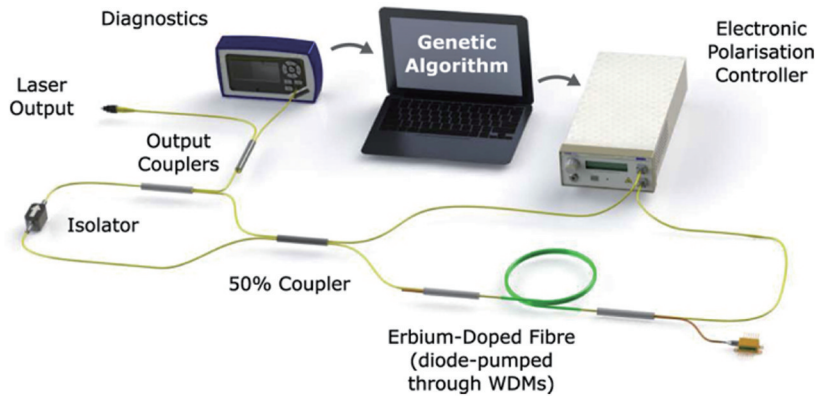 Diagnostics
Genetic
Algorithm
Electronic
Polarisation
Controller
Laser
Output
Output
Couplers
Isolator
50% Coupler
Erbium-Doped Fibre
(diode-pumped
through WDMs)